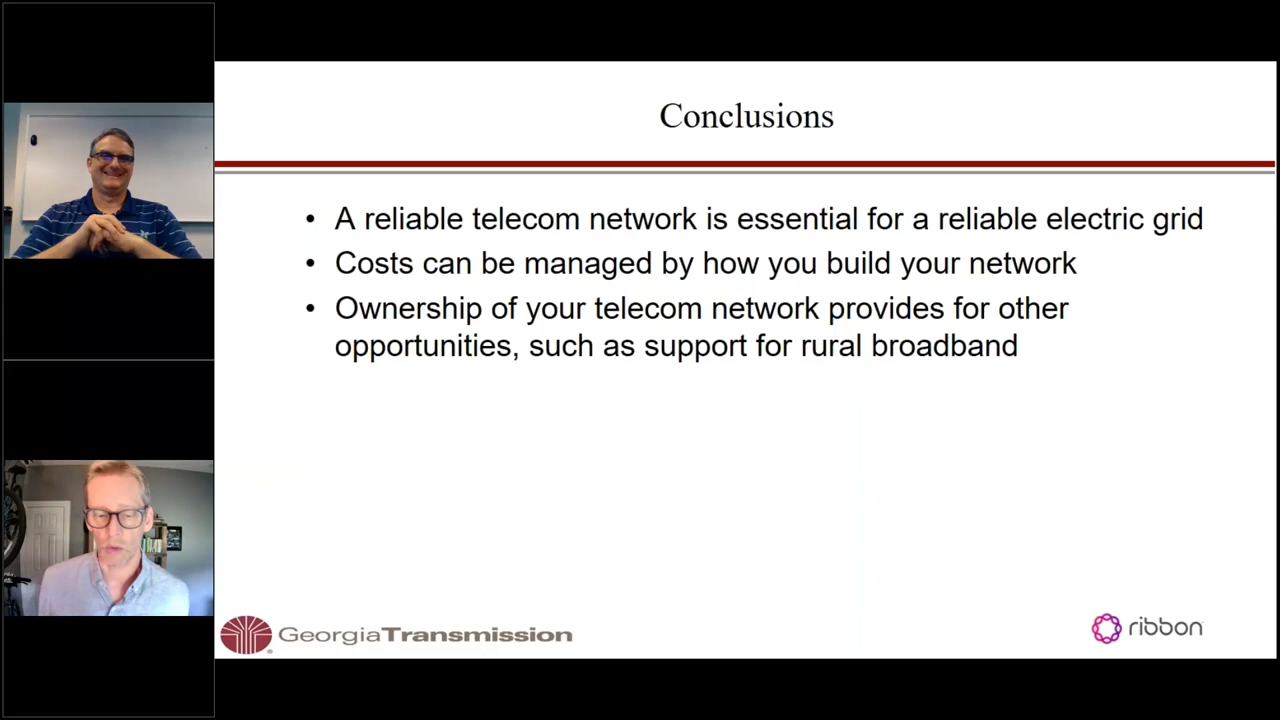 Conclusions
• A reliable telecom network is essential for a reliable electric grid
• Costs can be managed by how you build your network
• Ownership of your telecom network provides for other
opportunities, such as support for rural broadband
GeorgiaTransmission
ribbon